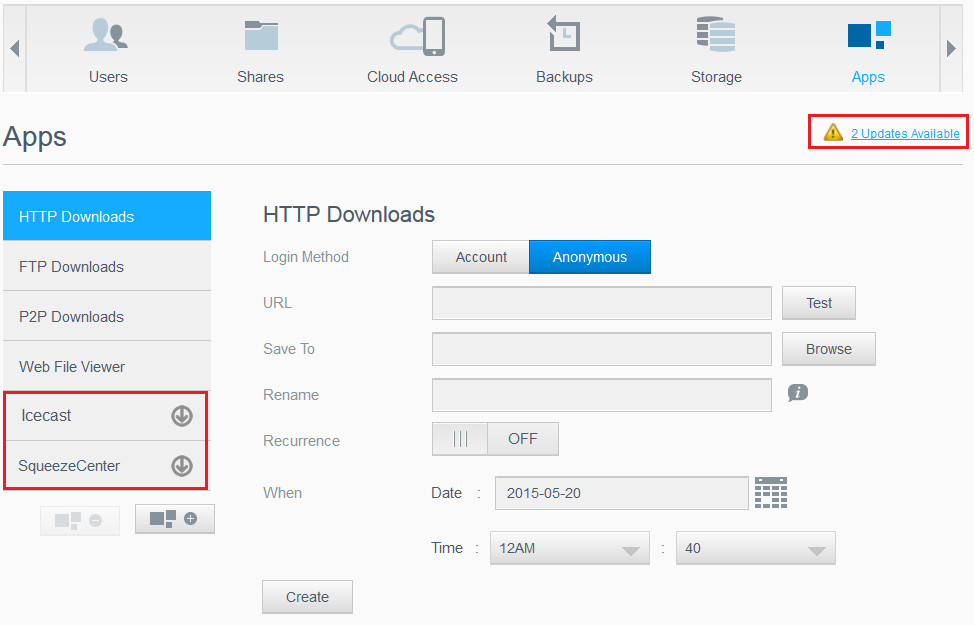 Users Shares Cloud Access Backups Storage Apps
Apps
2 Updates Available
HTTP Downloads
FTP Downloads
P2P Downloads
Web File Viewer
Icecast
SqueezeCenter
HTTP Downloads
Login Method Account Anonymous
URL Test
Save To Browse
Rename
Recurrence OFF
When Date : 2015-05-20
Time : 12AM : 40
Create